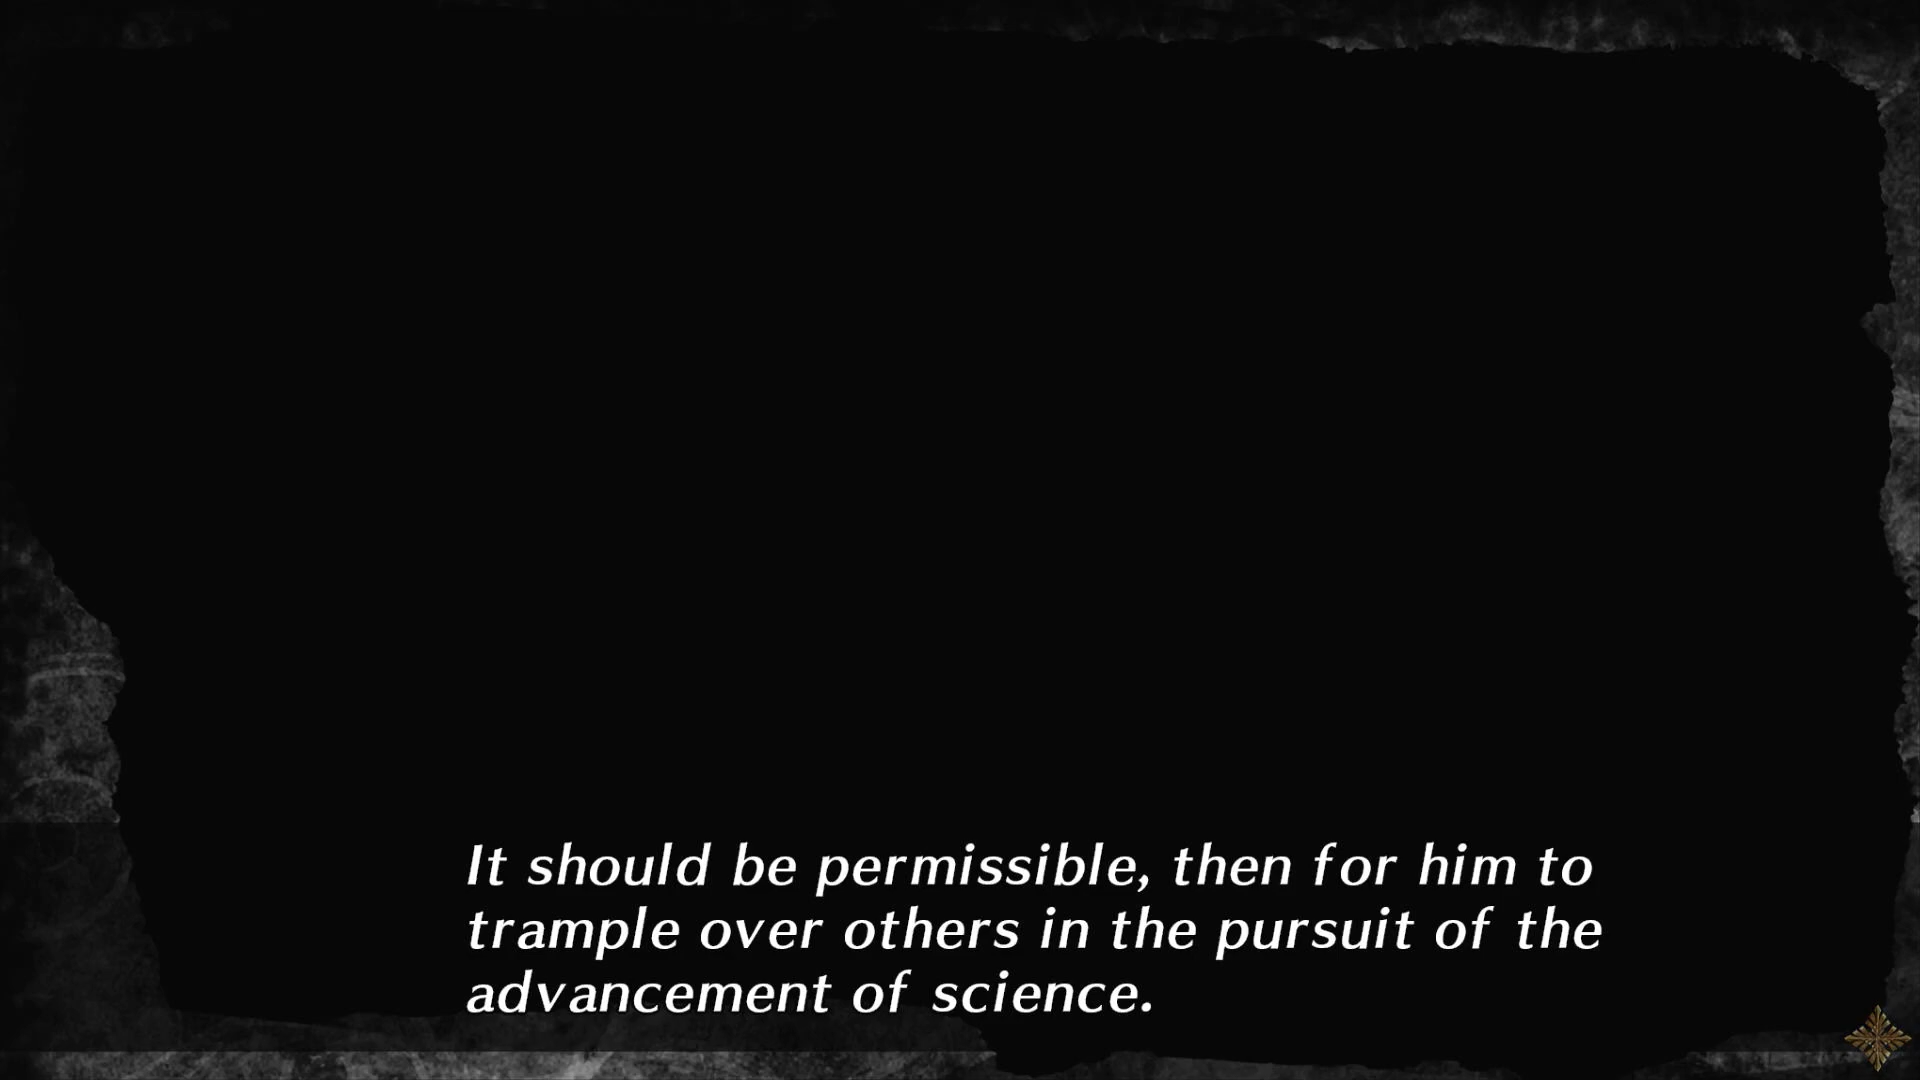 It should be permissible, then for him to
trample over others in the pursuit of the
advancement of science.